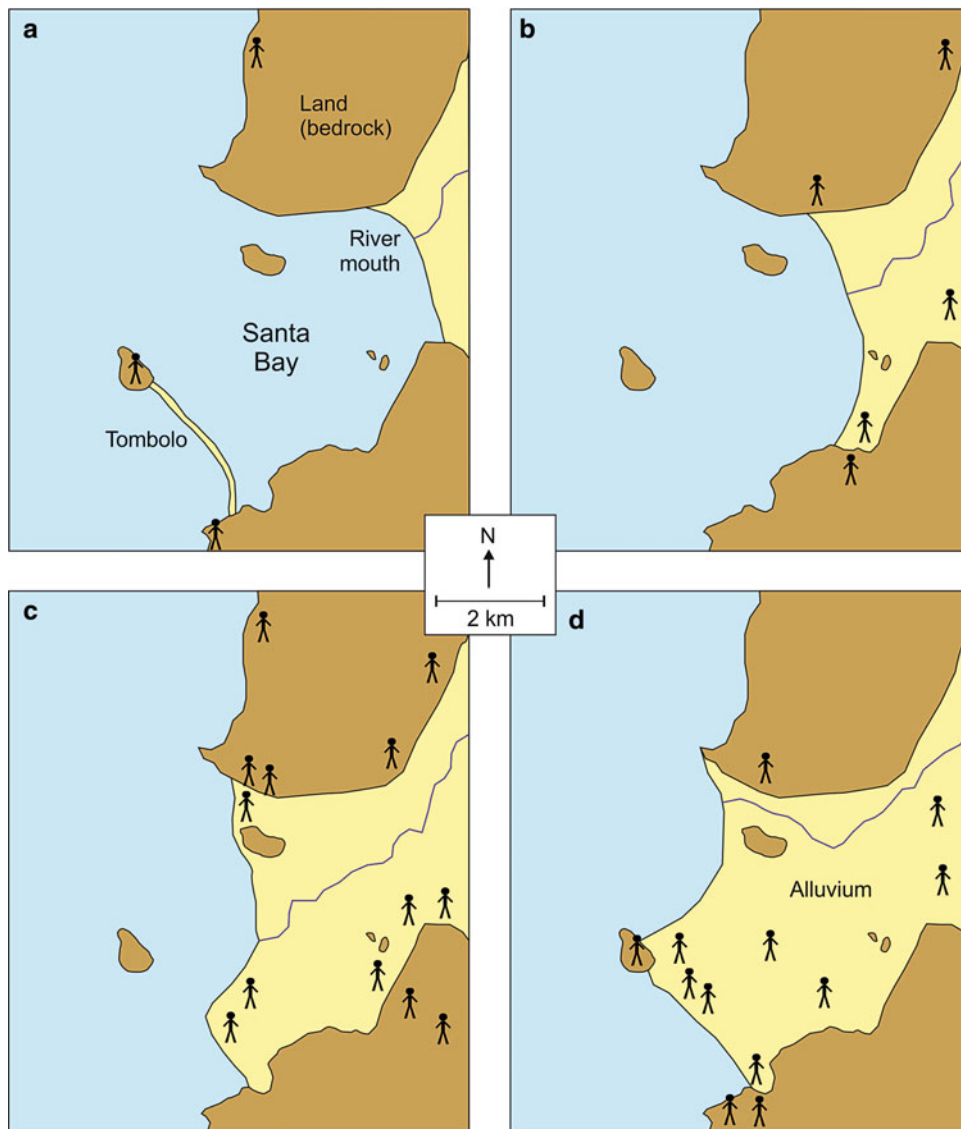 a
Land
(bedrock)
River
mouth
Santa
Bay
Tombolo
b
N
2 km
c
d
Alluvium